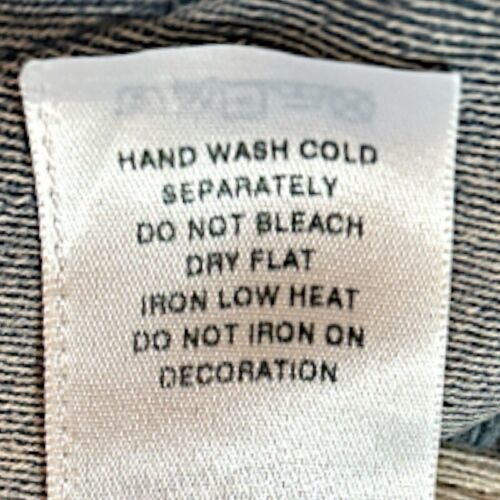 HAND WASH COLD
SEPARATELY
DO NOT BLEACH
DRY FLAT
IRON LOW HEAT
DO NOT IRON ON
DECORATION